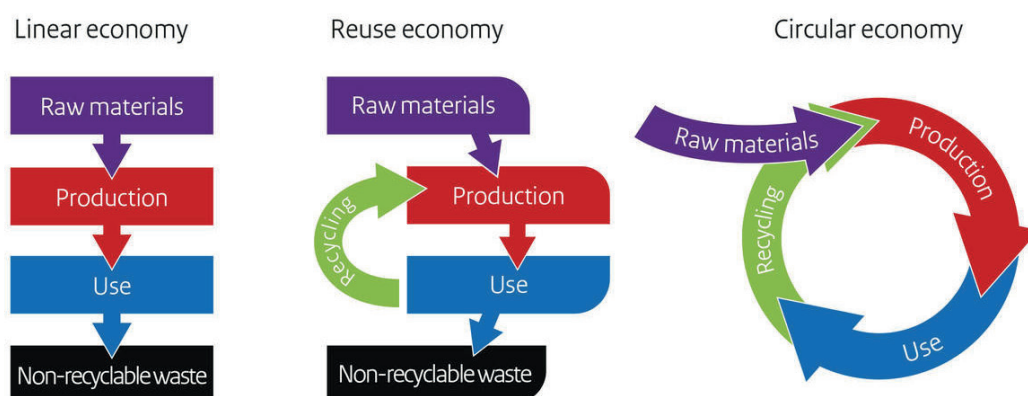 Linear economy
Raw materials
Production
Use
Non-recyclable waste
Reuse economy
Raw materials
Production
Recycling
Use
Non-recyclable waste
Circular economy
Raw materials
Production
Recycling
Use